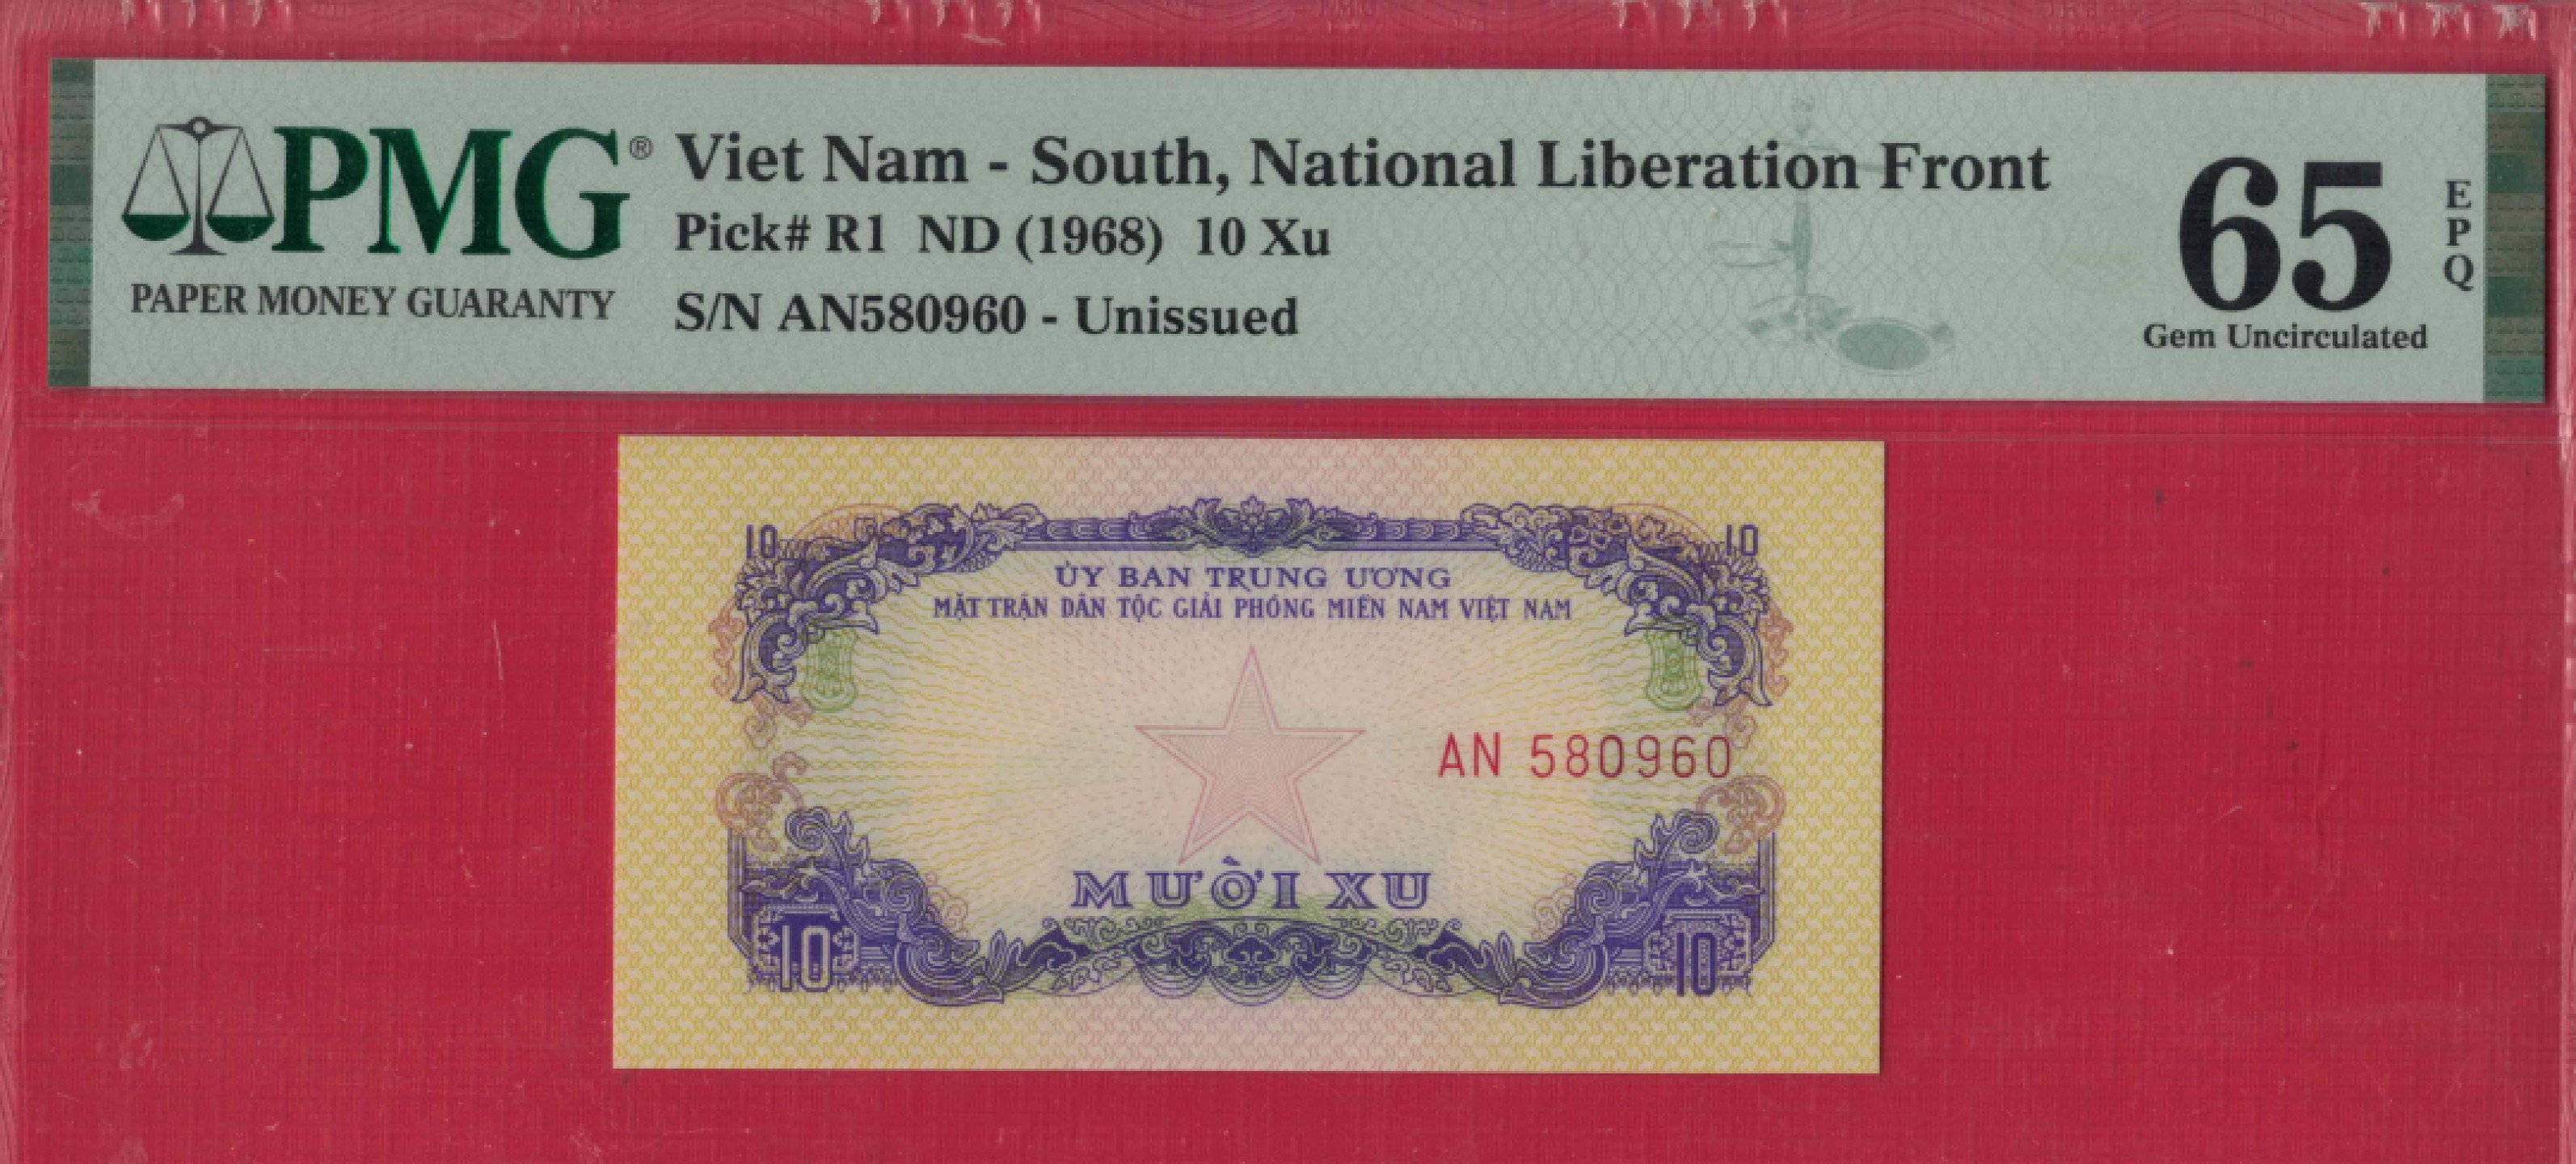 PMG®
PAPER MONEY GUARANTY
Viet Nam - South, National Liberation Front
Pick# R1 ND (1968) 10 Xu
S/N AN580960 - Unissued
65
EPQ
Gem Uncirculated
10 10
ỦY BAN TRUNG ƯƠNG
MẶT TRẬN DÂN TỘC GIẢI PHÓNG MIỀN NAM VIỆT NAM
AN 580960
MƯỜI XU
10 10